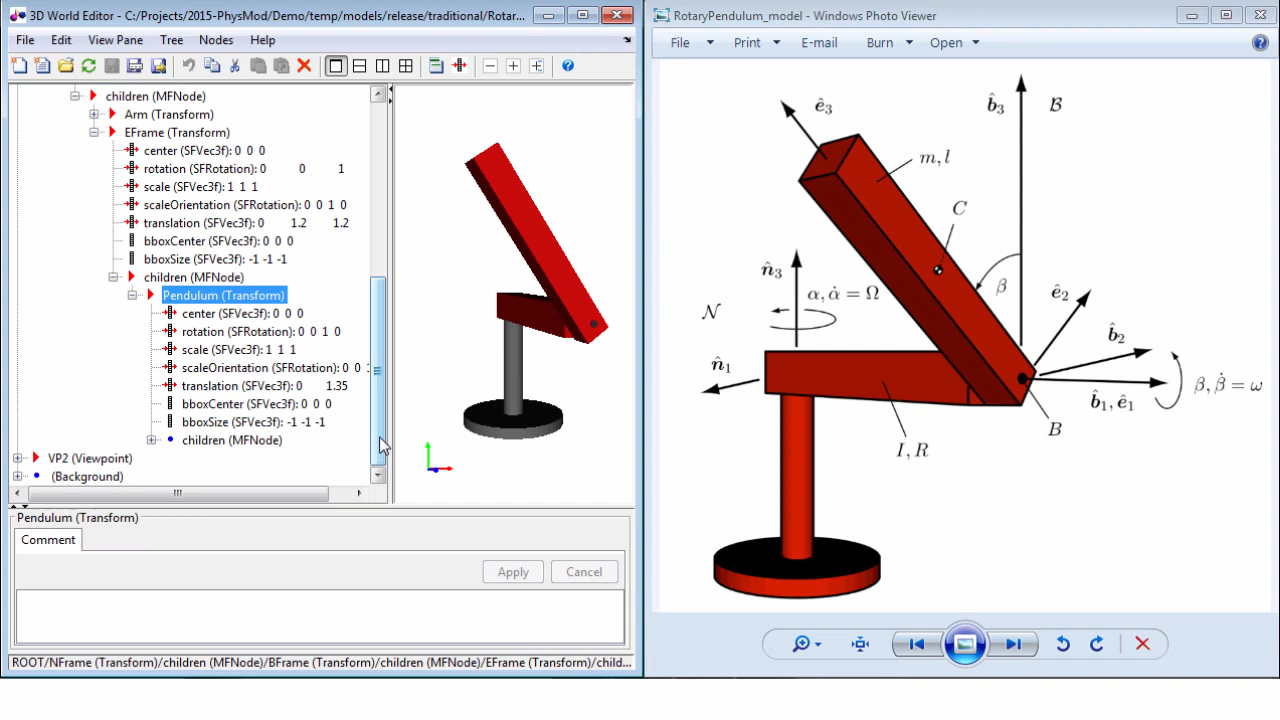 3D World Editor - C:/Projects/2015-PhysMod/Demo/temp/models/release/traditional/Rotar...
File Edit View Pane Tree Nodes Help
children (MFNode)
Arm (Transform)
EFrame (Transform)
center (SFVec3f): 0 0 0
rotation (SFRotation): 0 0 1
scale (SFVec3f): 1 1 1
scaleOrientation (SFRotation): 0 0 1 0
translation (SFVec3f): 0 1.2 1.2
bboxCenter (SFVec3f): 0 0 0
bboxSize (SFVec3f): -1 -1 -1
children (MFNode)
Pendulum (Transform)
center (SFVec3f): 0 0 0
rotation (SFRotation): 0 0 1 0
scale (SFVec3f): 1 1 1
scaleOrientation (SFRotation): 0 0 1
translation (SFVec3f): 0 1.35
bboxCenter (SFVec3f): 0 0 0
bboxSize (SFVec3f): -1 -1 -1
children (MFNode)
VP2 (Viewpoint)
(Background)
Pendulum (Transform)
Comment
Apply Cancel
ROOT/NFrame (Transform)/children (MFNode)/BFrame (Transform)/children (MFNode)/EFrame (Transform)/child...
RotaryPendulum_model - Windows Photo Viewer
File Print E-mail Burn Open
ê₃
b̂₃ ℬ
m, l
C
n̂₃
α, α̇ = Ω
β
ê₂
𝒩
b̂₂
n̂₁
β, β̇ = ω
b̂₁, ê₁
B
I, R